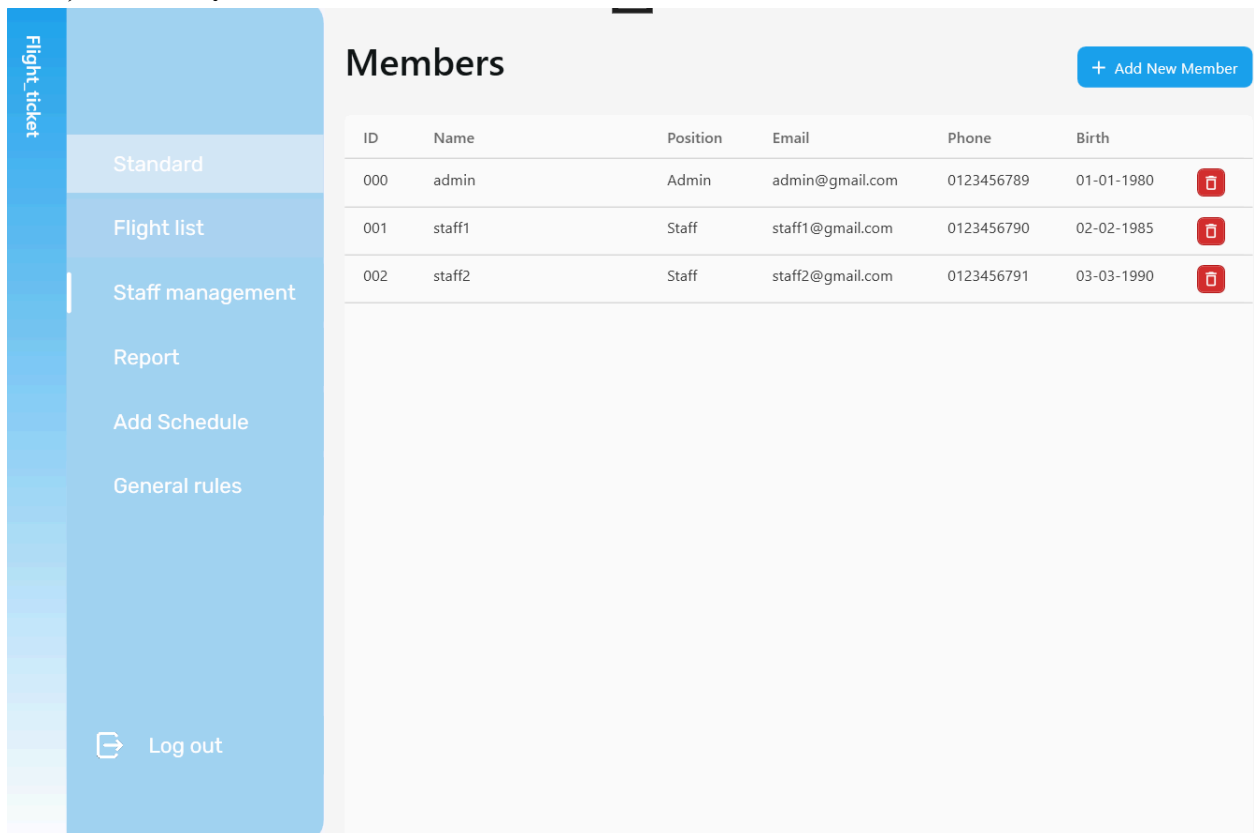 Flight_ticket
Standard
Flight list
Staff management
Report
Add Schedule
General rules
Log out
Members
+ Add New Member
ID Name Position Email Phone Birth
000 admin Admin admin@gmail.com 0123456789 01-01-1980
001 staff1 Staff staff1@gmail.com 0123456790 02-02-1985
002 staff2 Staff staff2@gmail.com 0123456791 03-03-1990